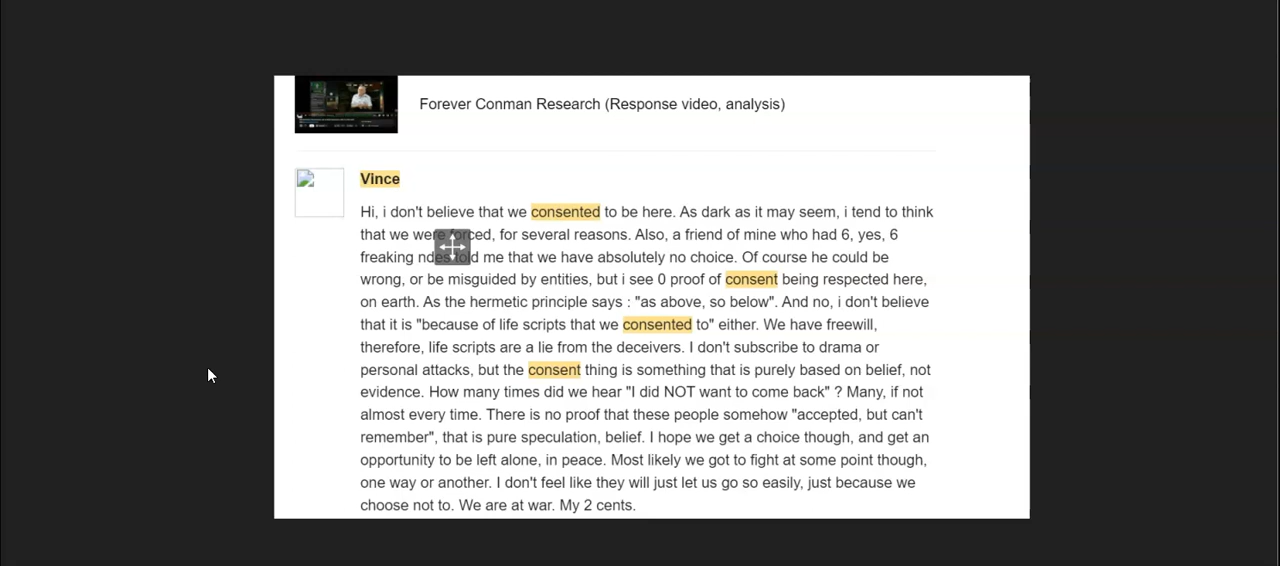 Forever Conman Research (Response video, analysis)
Vince
Hi, i don't believe that we consented to be here. As dark as it may seem, i tend to think
that we were forced, for several reasons. Also, a friend of mine who had 6, yes, 6
freaking ndes told me that we have absolutely no choice. Of course he could be
wrong, or be misguided by entities, but i see 0 proof of consent being respected here,
on earth. As the hermetic principle says : "as above, so below". And no, i don't believe
that it is "because of life scripts that we consented to" either. We have freewill,
therefore, life scripts are a lie from the deceivers. I don't subscribe to drama or
personal attacks, but the consent thing is something that is purely based on belief, not
evidence. How many times did we hear "I did NOT want to come back" ? Many, if not
almost every time. There is no proof that these people somehow "accepted, but can't
remember", that is pure speculation, belief. I hope we get a choice though, and get an
opportunity to be left alone, in peace. Most likely we got to fight at some point though,
one way or another. I don't feel like they will just let us go so easily, just because we
choose not to. We are at war. My 2 cents.